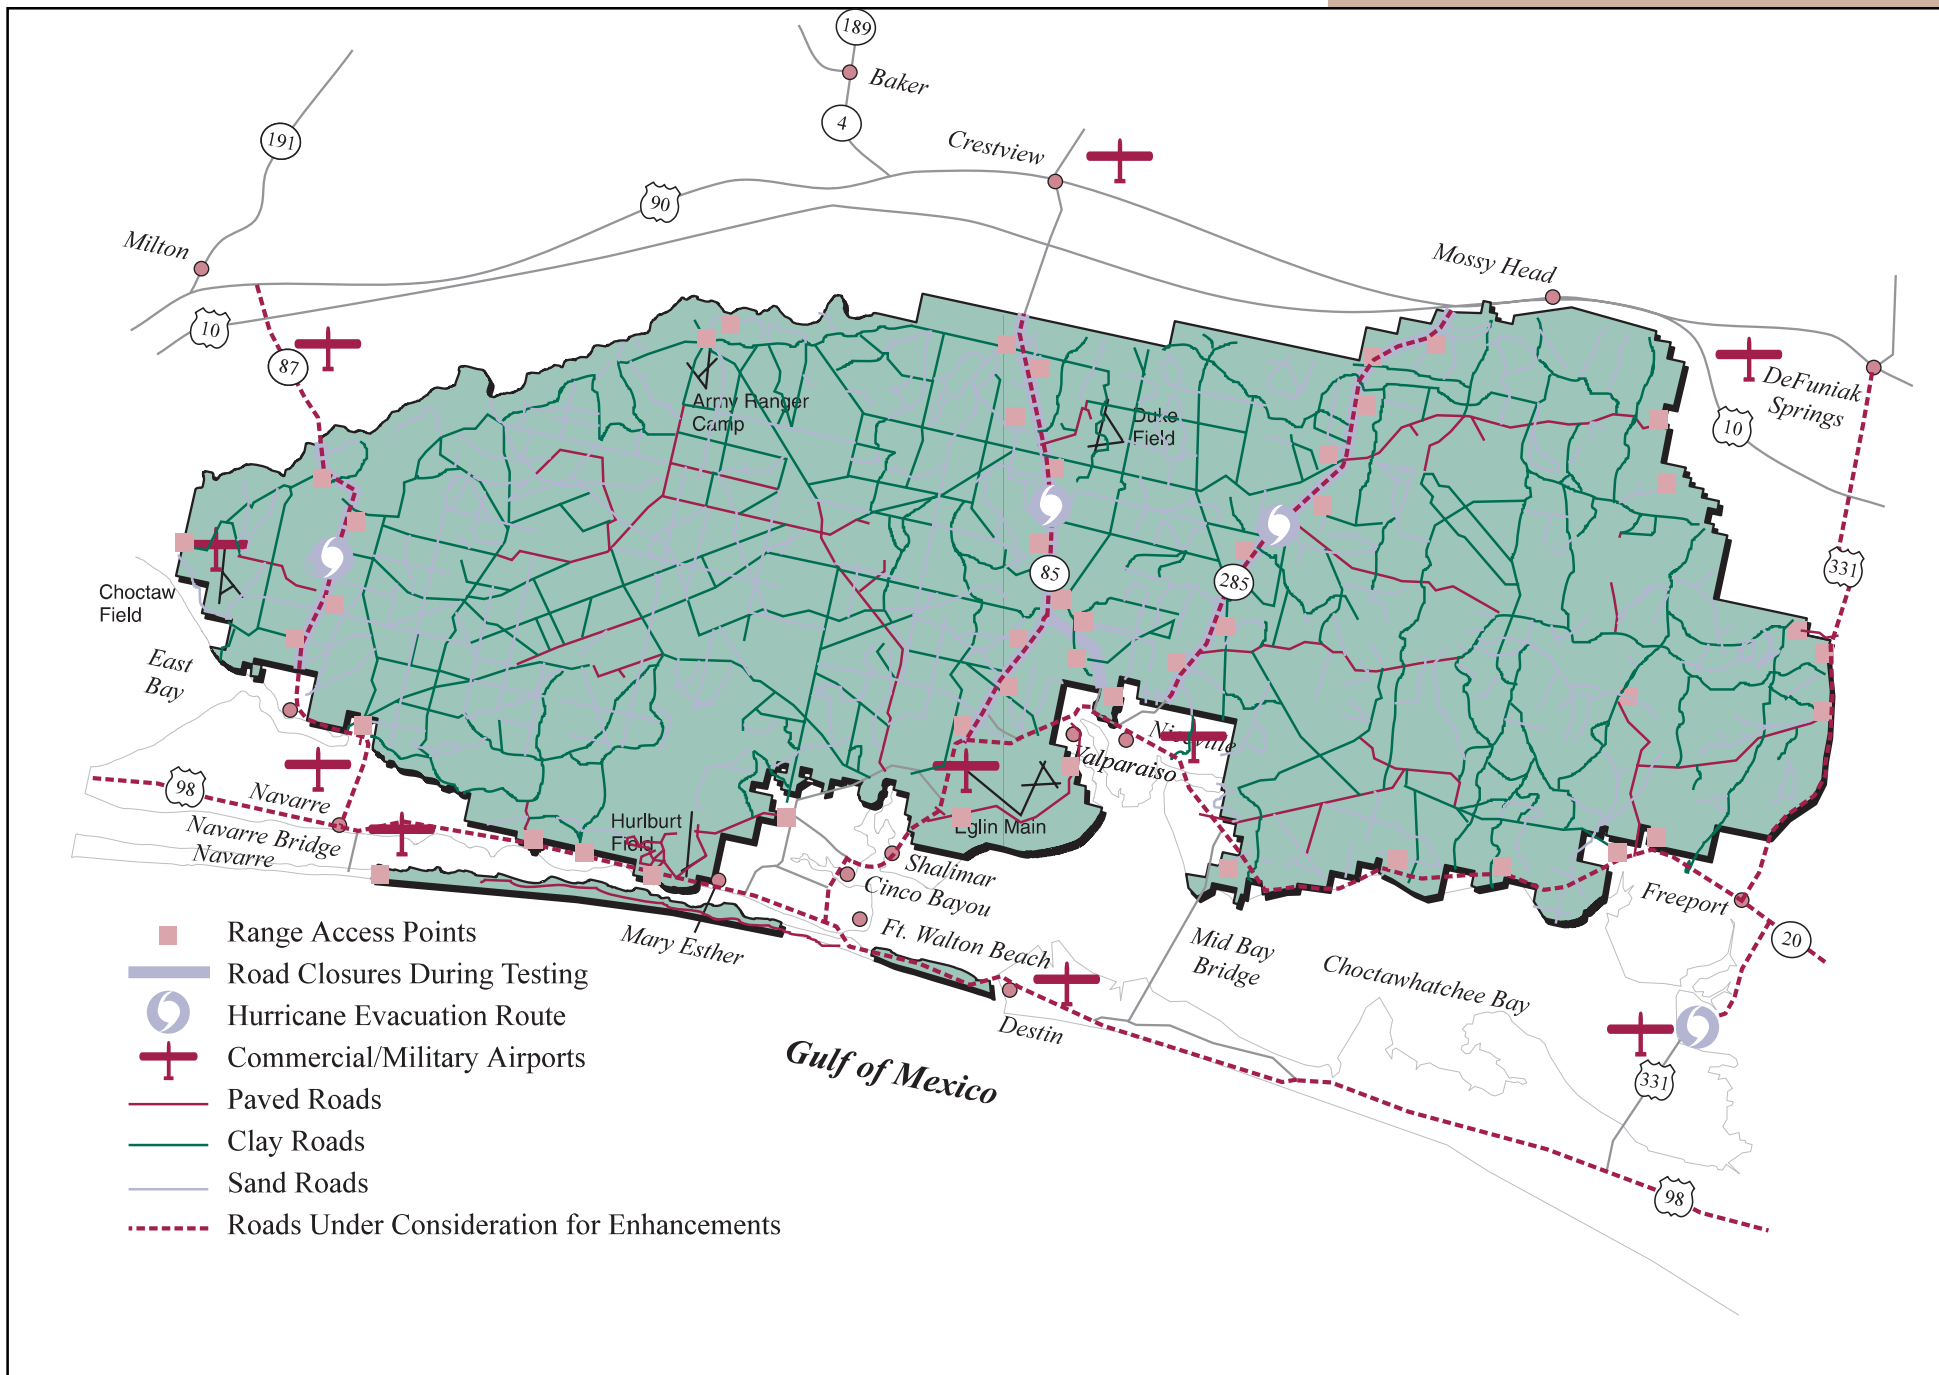 189
Baker
4
191
Crestview
90
Milton
Mossy Head
10
87
DeFuniak
Springs
10
Army Ranger
Camp
Duke
Field
85
285
331
Choctaw
Field
East
Bay
Niceville
Valparaiso
98
Navarre
Navarre Bridge
Navarre
Hurlburt
Field
Eglin Main
Shalimar
Cinco Bayou
Ft. Walton Beach
Mary Esther
Freeport
20
Mid Bay
Bridge
Choctawhatchee Bay
Destin
Gulf of Mexico
331
98
Range Access Points
Road Closures During Testing
Hurricane Evacuation Route
Commercial/Military Airports
Paved Roads
Clay Roads
Sand Roads
Roads Under Consideration for Enhancements